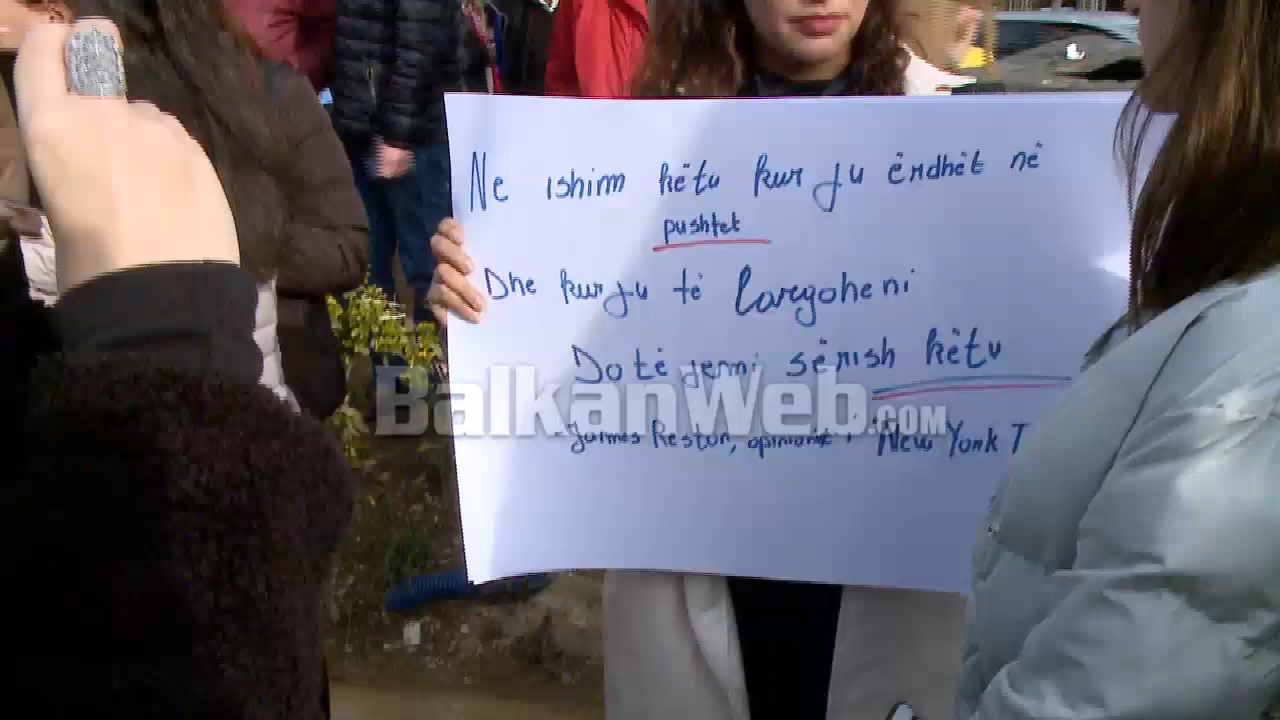 Ne ishim këtu kur ju ërdhët në
pushtet
Dhe kur ju të largoheni
Do të jemi sërish këtu
-James Reston, opinionist i "New York T
BalkanWeb.COM